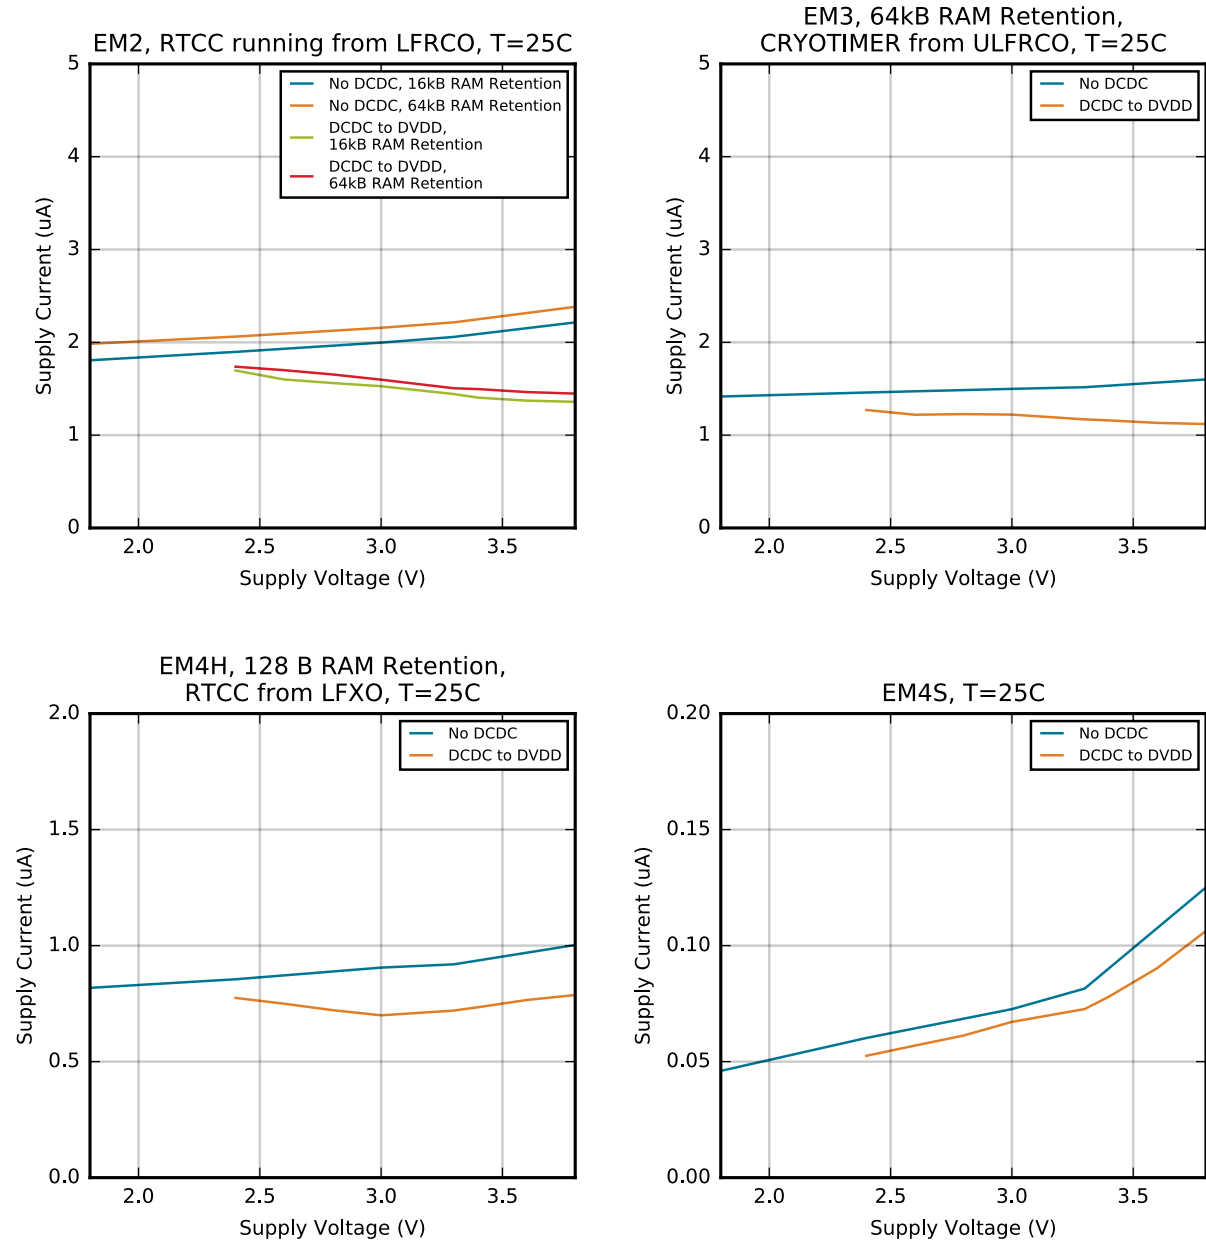 EM2, RTCC running from LFRCO, T=25C
5
4
3
2
1
0
Supply Current (uA)
No DCDC, 16kB RAM Retention
No DCDC, 64kB RAM Retention
DCDC to DVDD,
16kB RAM Retention
DCDC to DVDD,
64kB RAM Retention
2.0 2.5 3.0 3.5
Supply Voltage (V)
EM3, 64kB RAM Retention,
CRYOTIMER from ULFRCO, T=25C
5
4
3
2
1
0
Supply Current (uA)
No DCDC
DCDC to DVDD
2.0 2.5 3.0 3.5
Supply Voltage (V)
EM4H, 128 B RAM Retention,
RTCC from LFXO, T=25C
2.0
1.5
1.0
0.5
0.0
Supply Current (uA)
No DCDC
DCDC to DVDD
2.0 2.5 3.0 3.5
Supply Voltage (V)
EM4S, T=25C
0.20
0.15
0.10
0.05
0.00
Supply Current (uA)
No DCDC
DCDC to DVDD
2.0 2.5 3.0 3.5
Supply Voltage (V)